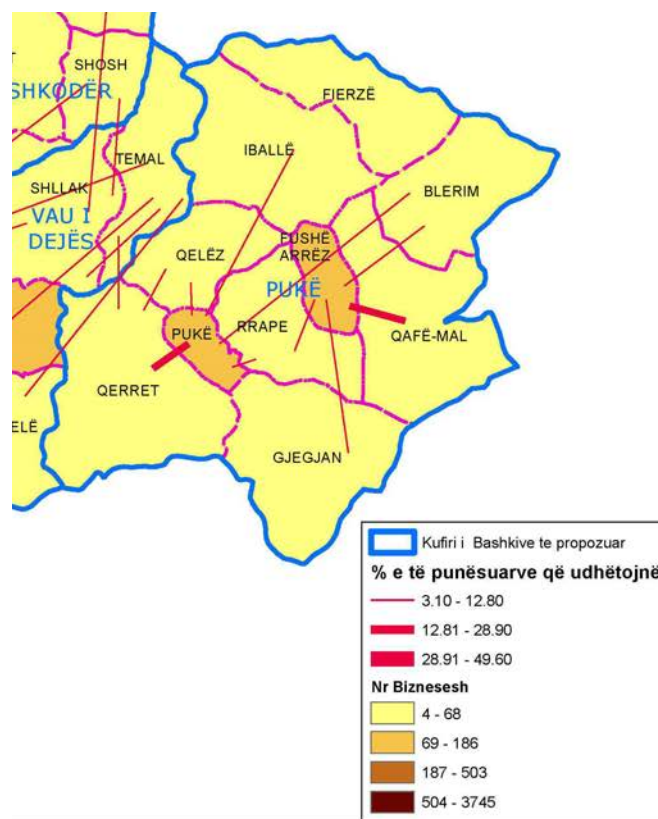 SHOSH
SHKODËR
FIERZË
TEMAL
IBALLË
SHLLAK
BLERIM
VAU I
DEJËS
QELËZ
FUSHË
ARRËZ
PUKË
PUKË
RRAPE
QAFË-MAL
QERRET
ELË
GJEGJAN
Kufiri i Bashkive te propozuar
% e të punësuarve që udhëtojnë
3.10 - 12.80
12.81 - 28.90
28.91 - 49.60
Nr Biznesesh
4 - 68
69 - 186
187 - 503
504 - 3745